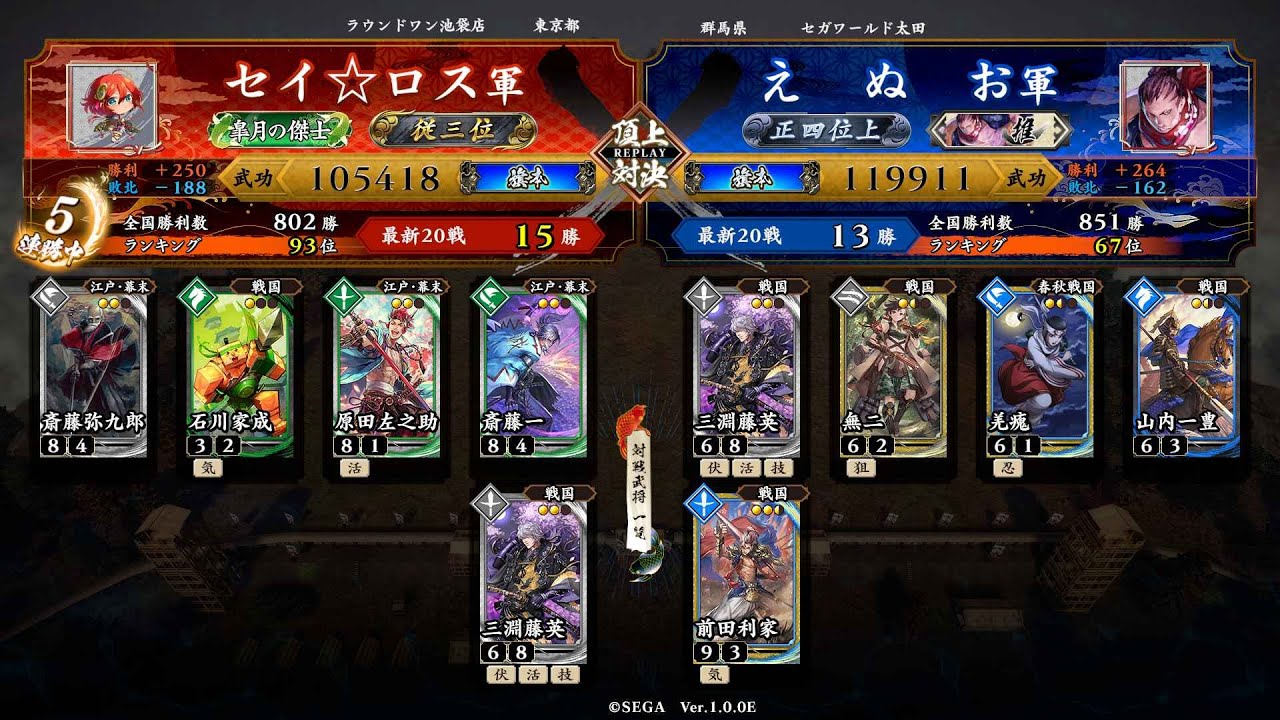 ラウンドワン池袋店 東京都 群馬県 セガワールド太田
セイ☆ロス軍 えぬお軍
皐月の傑士 従三位 正四位上 推
頂上
REPLAY
対決
勝利 +250
敗北 -188
武功 105418 旗本
旗本 119911 武功
勝利 +264
敗北 -162
5
連勝中
全国勝利数 802勝
ランキング 93位
最新20戦 15勝
最新20戦 13勝
全国勝利数 851勝
ランキング 67位
江戸・幕末 戦国 江戸・幕末 江戸・幕末 戦国 戦国 春秋戦国 戦国
斎藤弥九郎 石川家成 原田左之助 斎藤一 三淵藤英 無二 羌瘣 山内一豊
8 4 3 2 8 1 8 4 6 8 6 2 6 1 6 3
気 活 伏 活 技 狙 忍
対戦武将一覧
戦国 戦国
三淵藤英 前田利家
6 8 9 3
伏 活 技 気
©SEGA Ver.1.0.0E